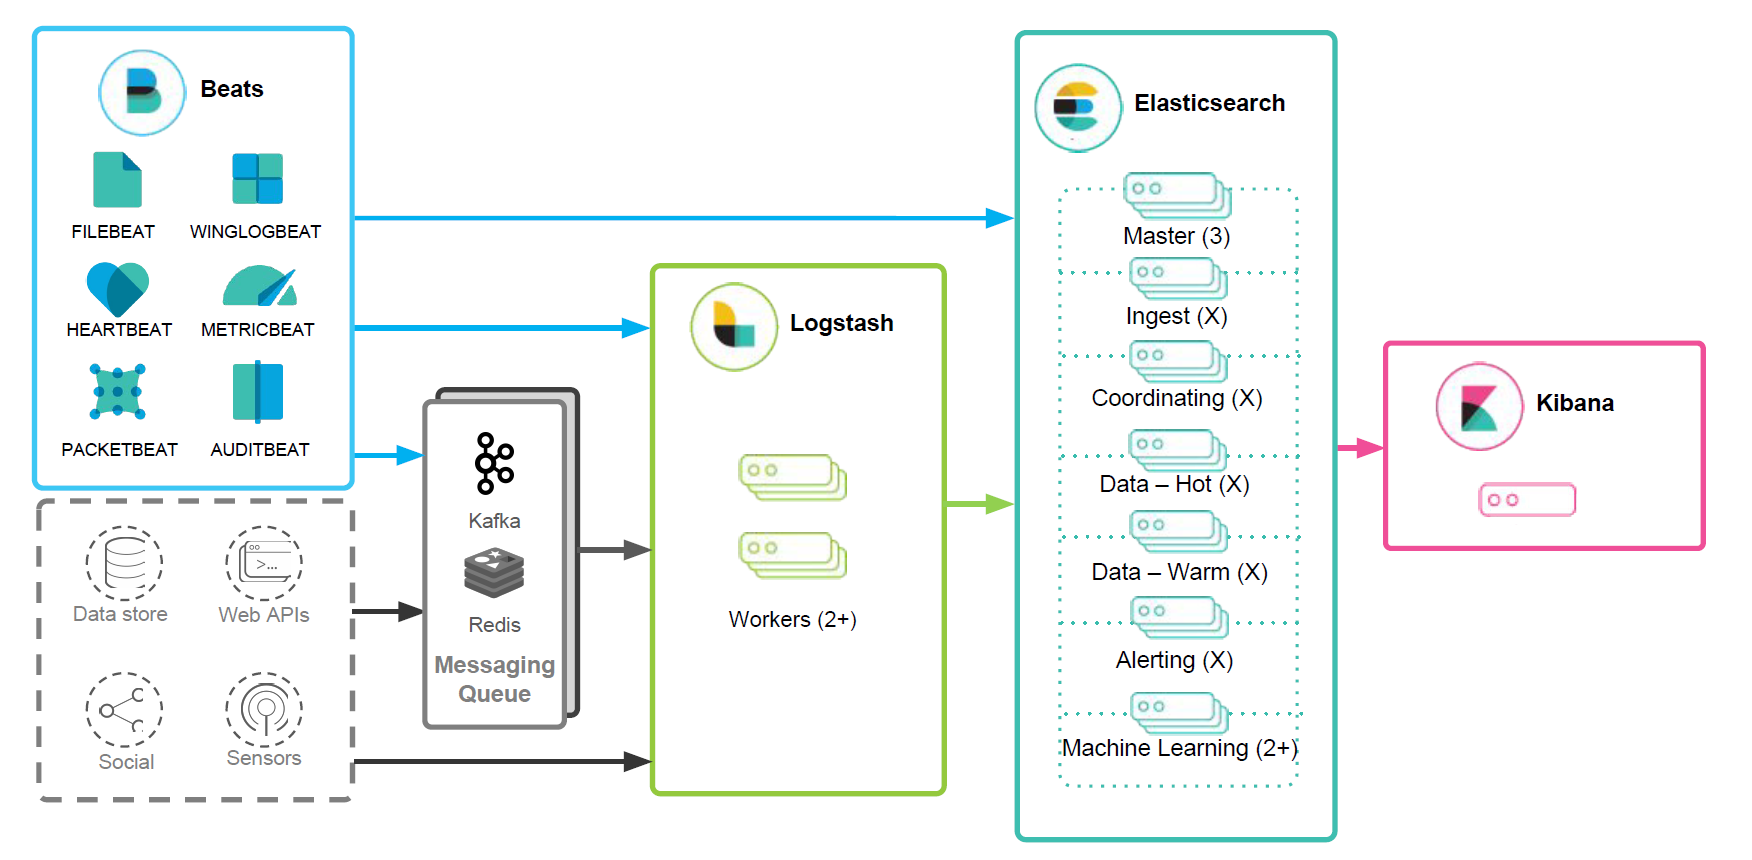 Beats
FILEBEAT
WINGLOGBEAT
HEARTBEAT
METRICBEAT
PACKETBEAT
AUDITBEAT
Data store
>_...
Web APIs
Social
Sensors
Kafka
Redis
Messaging
Queue
Logstash
Workers (2+)
Elasticsearch
Master (3)
Ingest (X)
Coordinating (X)
Data – Hot (X)
Data – Warm (X)
Alerting (X)
Machine Learning (2+)
Kibana